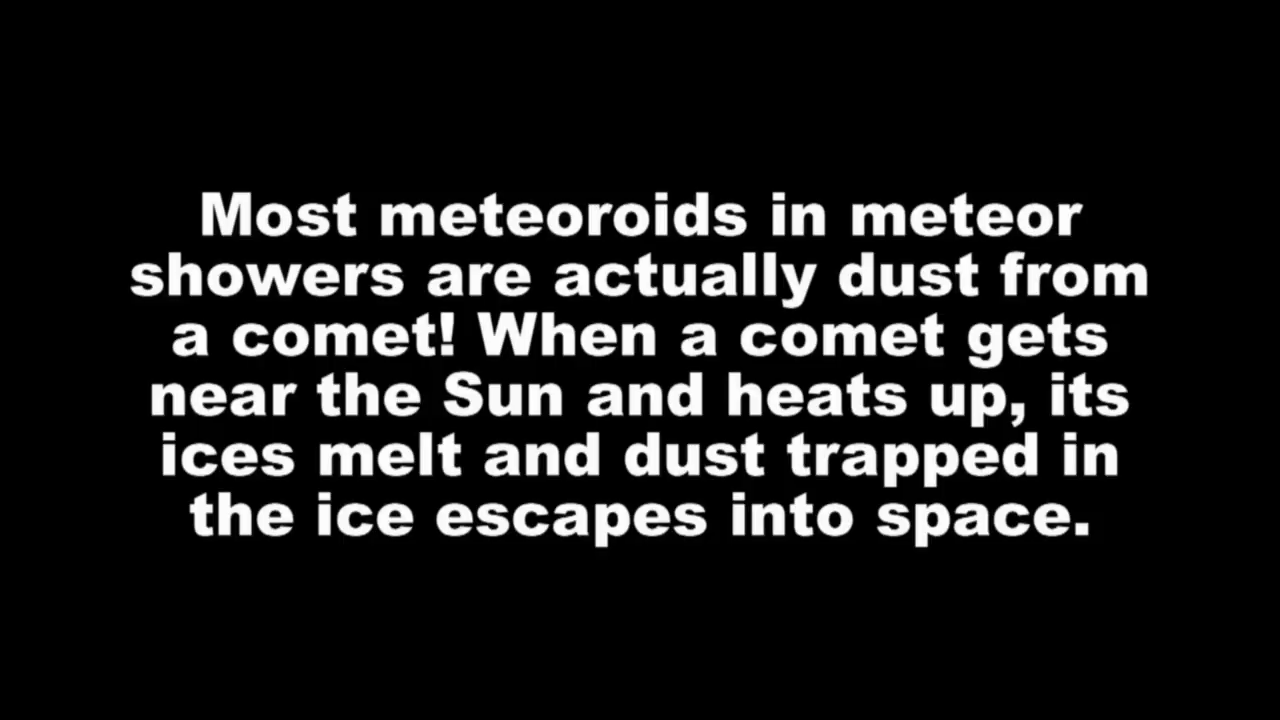 Most meteoroids in meteor
showers are actually dust from
a comet! When a comet gets
near the Sun and heats up, its
ices melt and dust trapped in
the ice escapes into space.